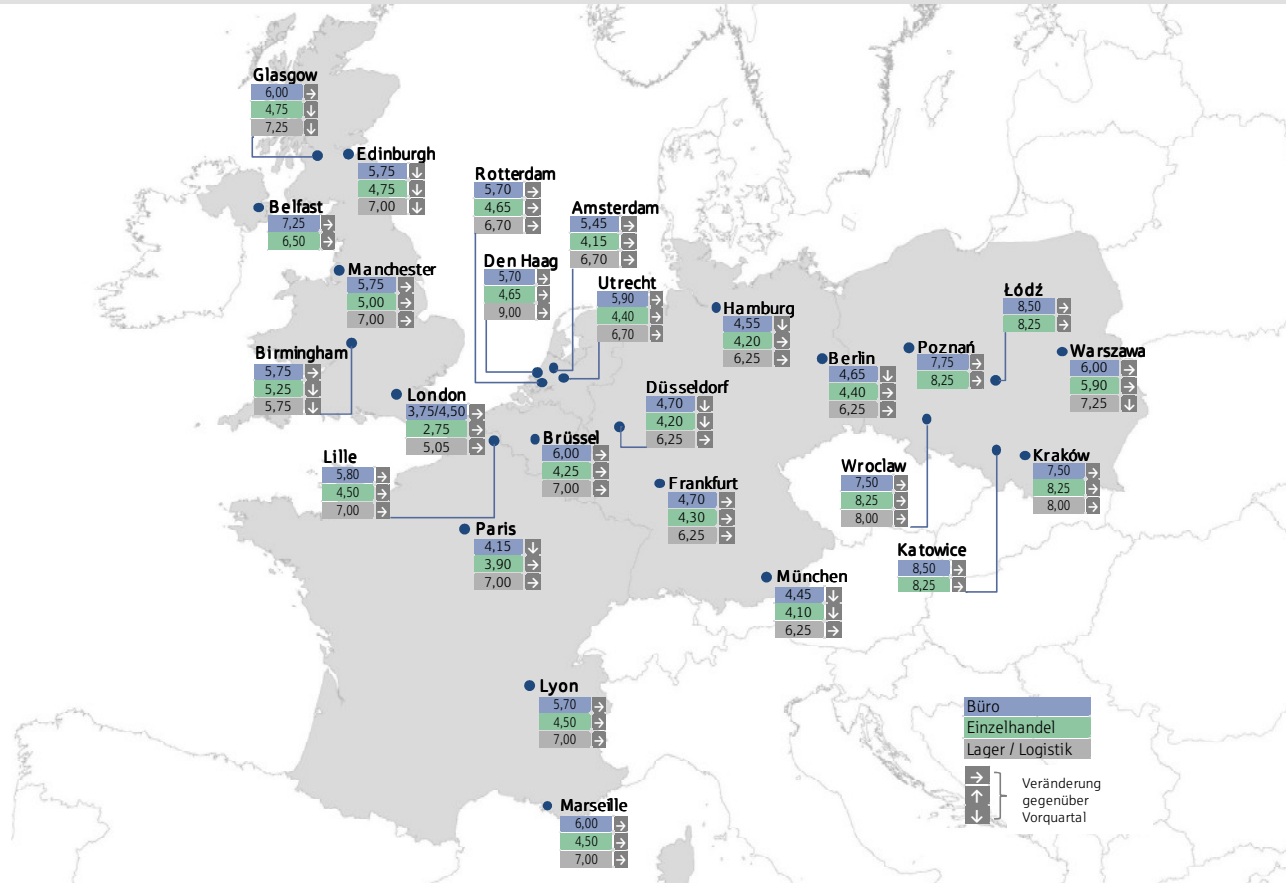 Glasgow
6,00 →
4,75 ↓
7,25 ↓
Edinburgh
5,75 ↓
4,75 ↓
7,00 ↓
Belfast
7,25 →
6,50 →
Manchester
5,75 →
5,00 →
7,00 →
Birmingham
5,75 →
5,25 ↓
5,75 ↓
London
3,75/4,50 →
2,75 →
5,05 →
Rotterdam
5,70 →
4,65 →
6,70 →
Amsterdam
5,45 →
4,15 →
6,70 →
Den Haag
5,70 →
4,65 →
9,00 →
Utrecht
5,90 →
4,40 →
6,70 →
Hamburg
4,55 ↓
4,20 →
6,25 →
Berlin
4,65 ↓
4,40 →
6,25 →
Poznań
7,75 →
8,25 →
Łódź
8,50 →
8,25 →
Warszawa
6,00 →
5,90 →
7,25 ↓
Düsseldorf
4,70 ↓
4,20 ↓
6,25 →
Brüssel
6,00 →
4,25 →
7,00 →
Lille
5,80 →
4,50 →
7,00 →
Frankfurt
4,70 →
4,30 →
6,25 →
Wroclaw
7,50 →
8,25 →
8,00 →
Kraków
7,50 →
8,25 →
8,00 →
Paris
4,15 ↓
3,90 →
7,00 →
Katowice
8,50 →
8,25 →
München
4,45 ↓
4,10 ↓
6,25 →
Lyon
5,70 →
4,50 →
7,00 →
Marseille
6,00 →
4,50 →
7,00 →
Büro
Einzelhandel
Lager / Logistik
→
↑
↓
Veränderung
gegenüber
Vorquartal